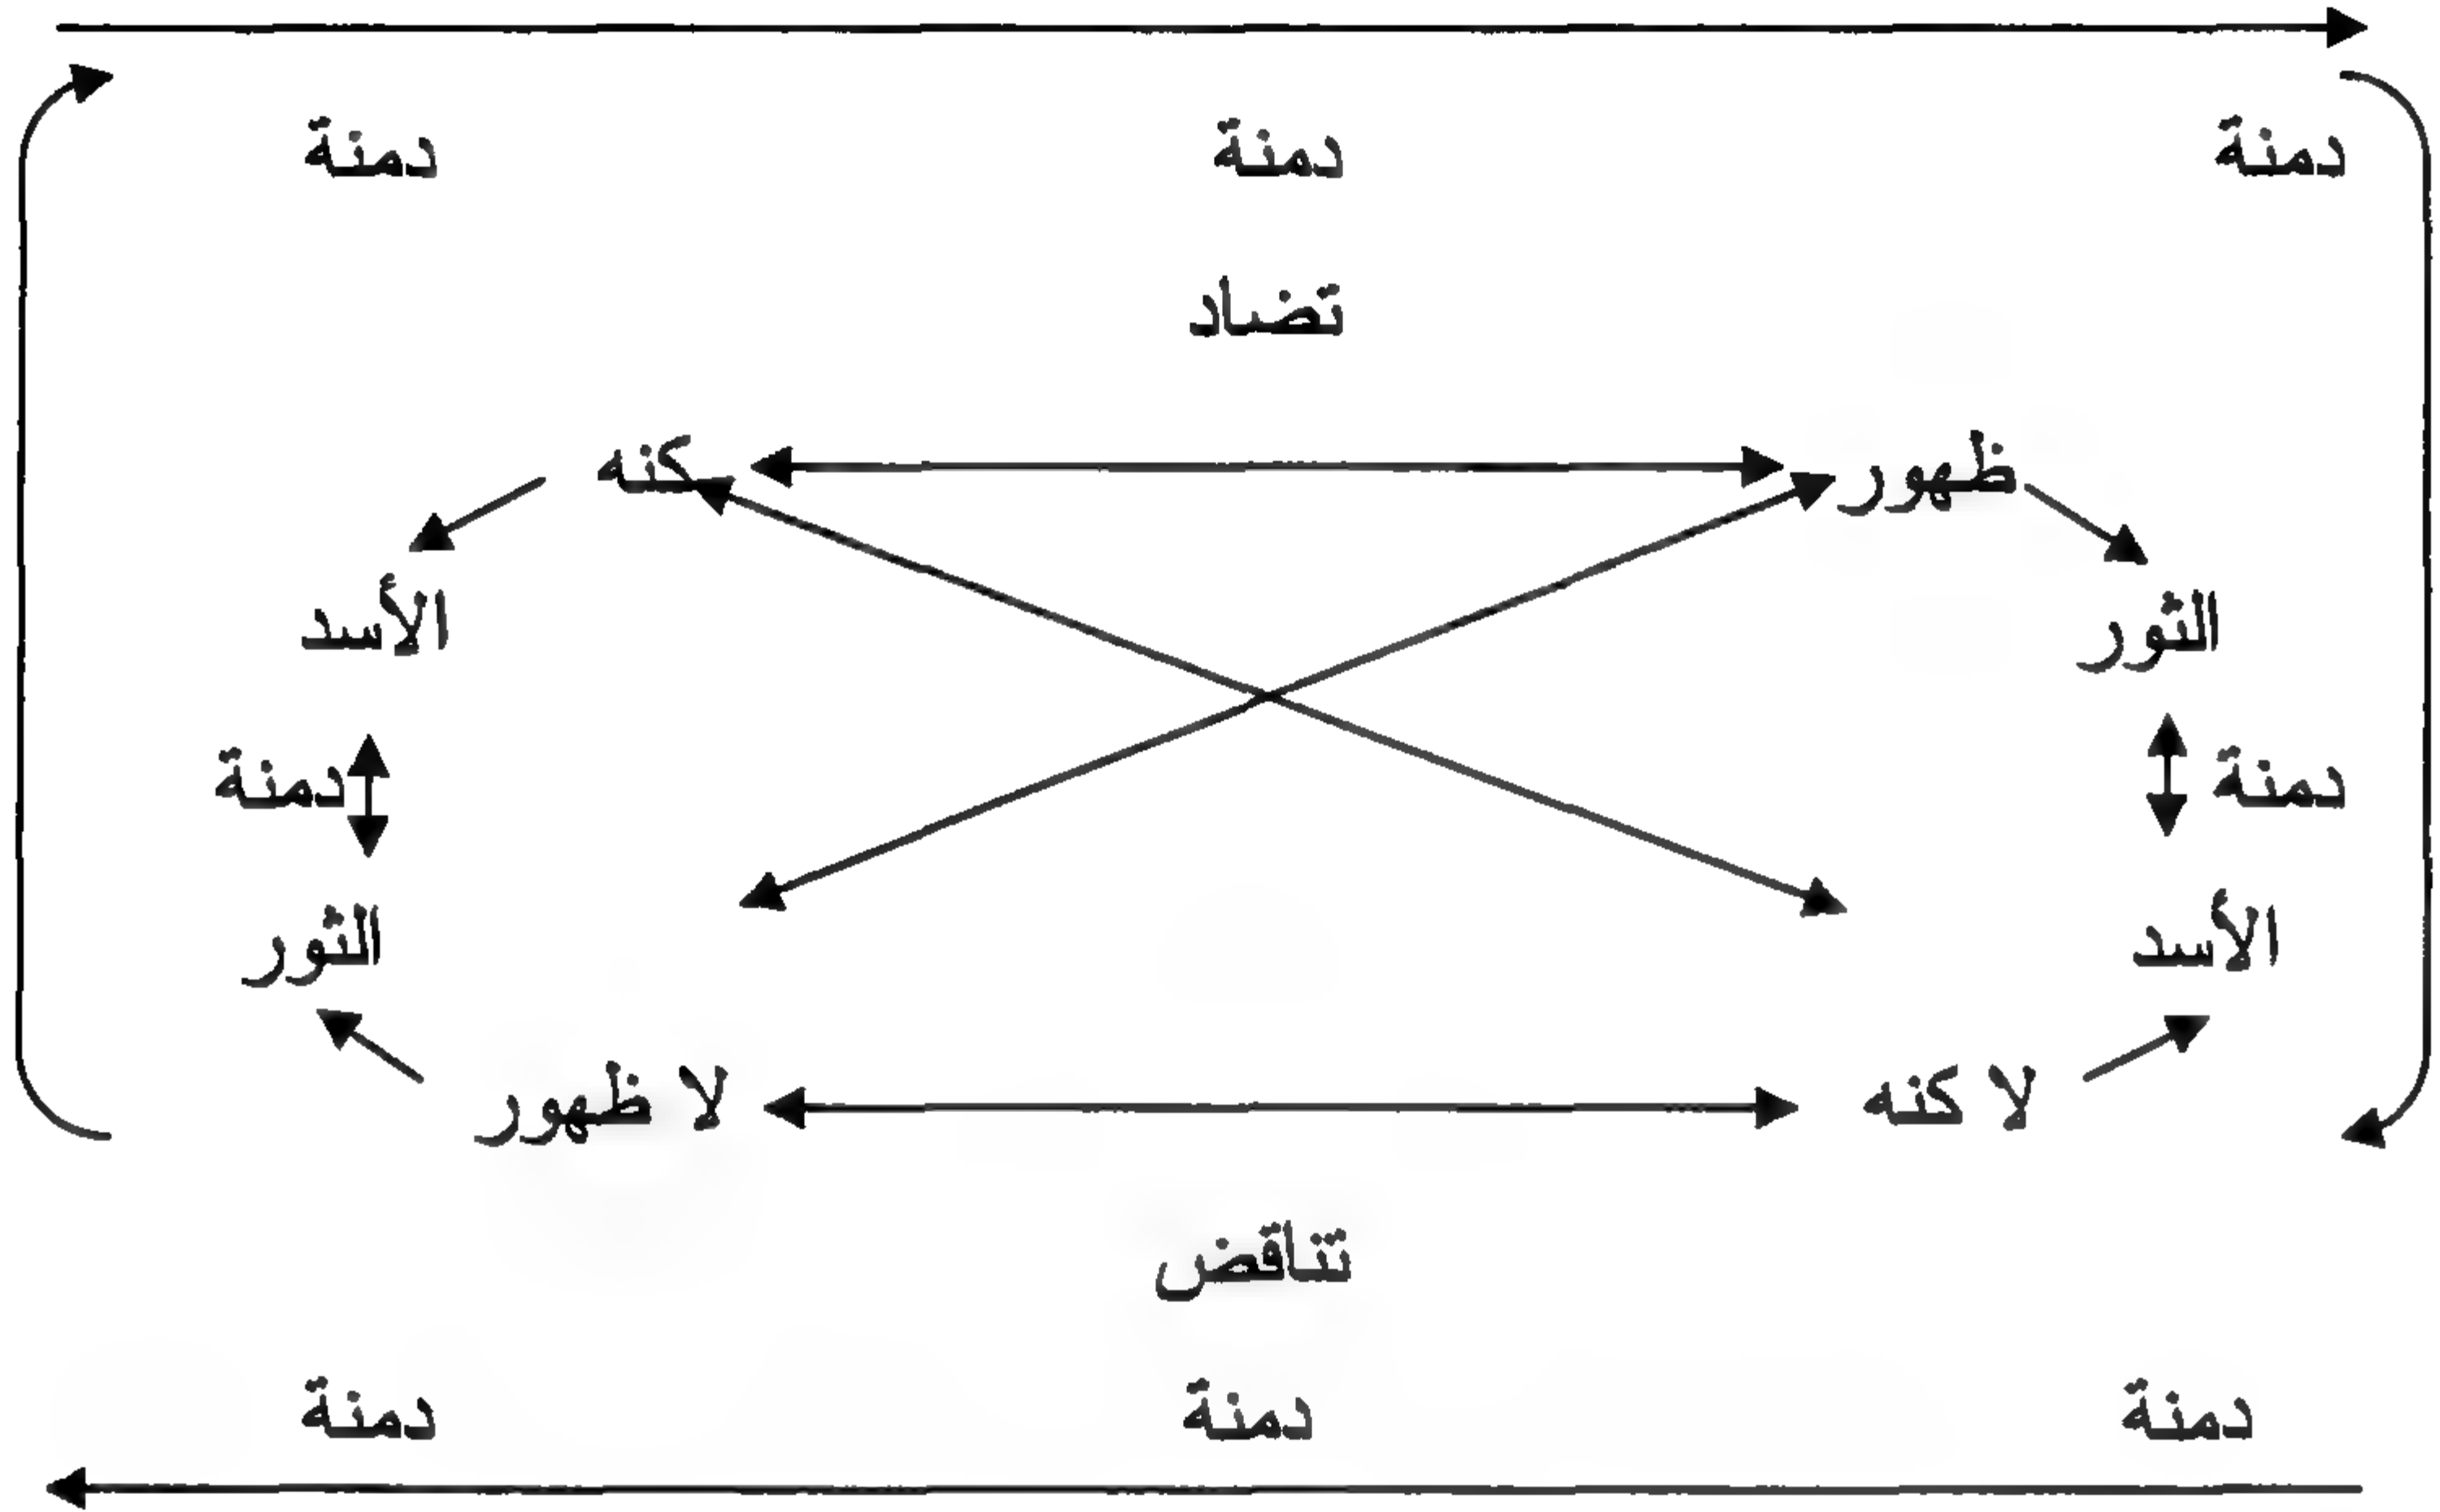 دمنة دمنة دمنة
تضاد
ظهور كنه
الثور الأسد
دمنة دمنة
الأسد الثور
لا كنه لا ظهور
تناقض
دمنة دمنة دمنة